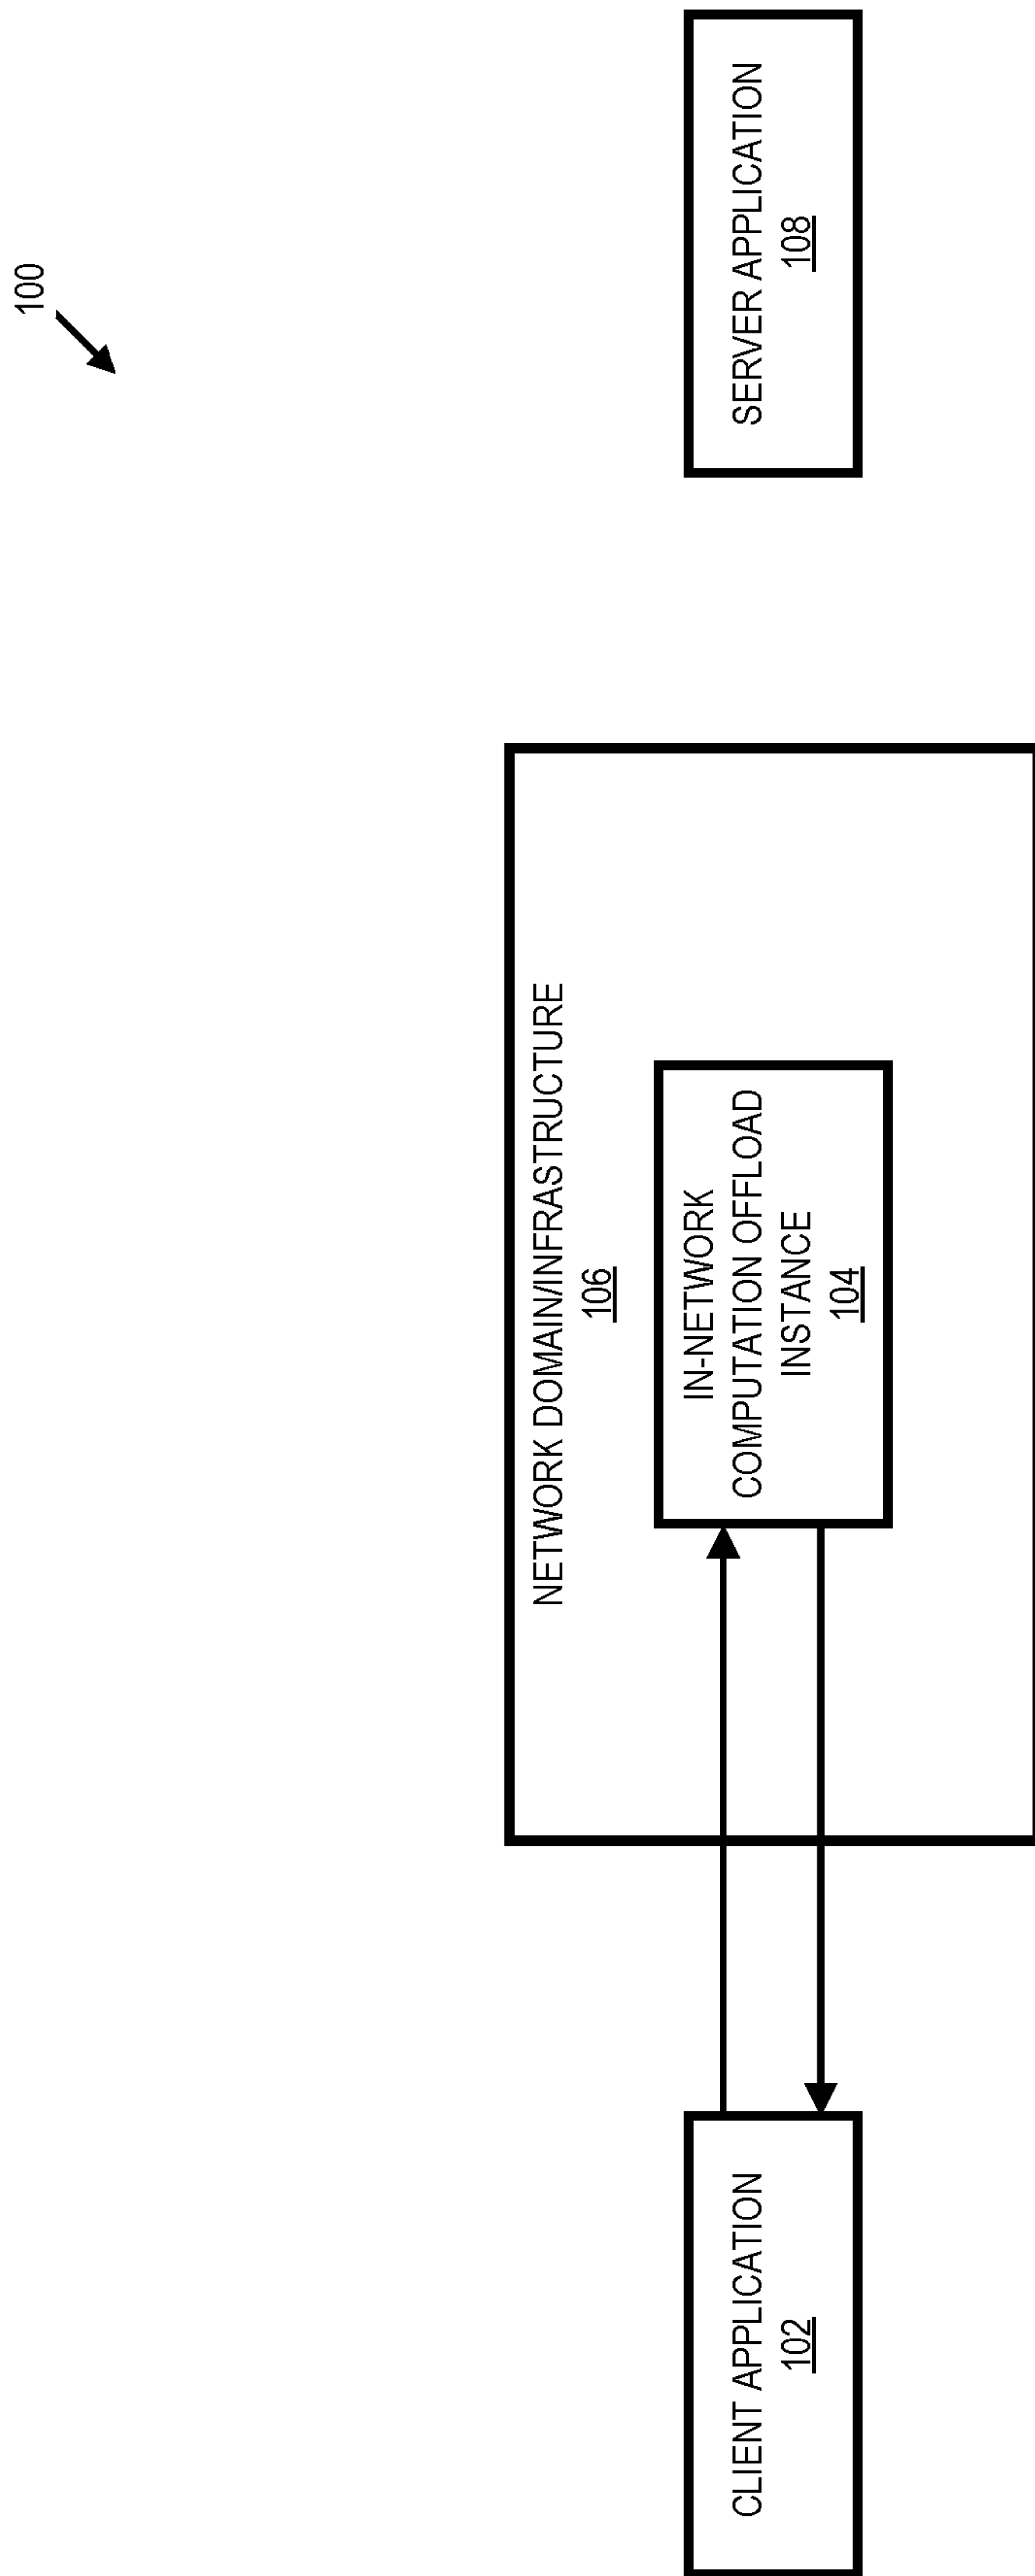 100
CLIENT APPLICATION
102
NETWORK DOMAIN/INFRASTRUCTURE
106
IN-NETWORK
COMPUTATION OFFLOAD
INSTANCE
104
SERVER APPLICATION
108